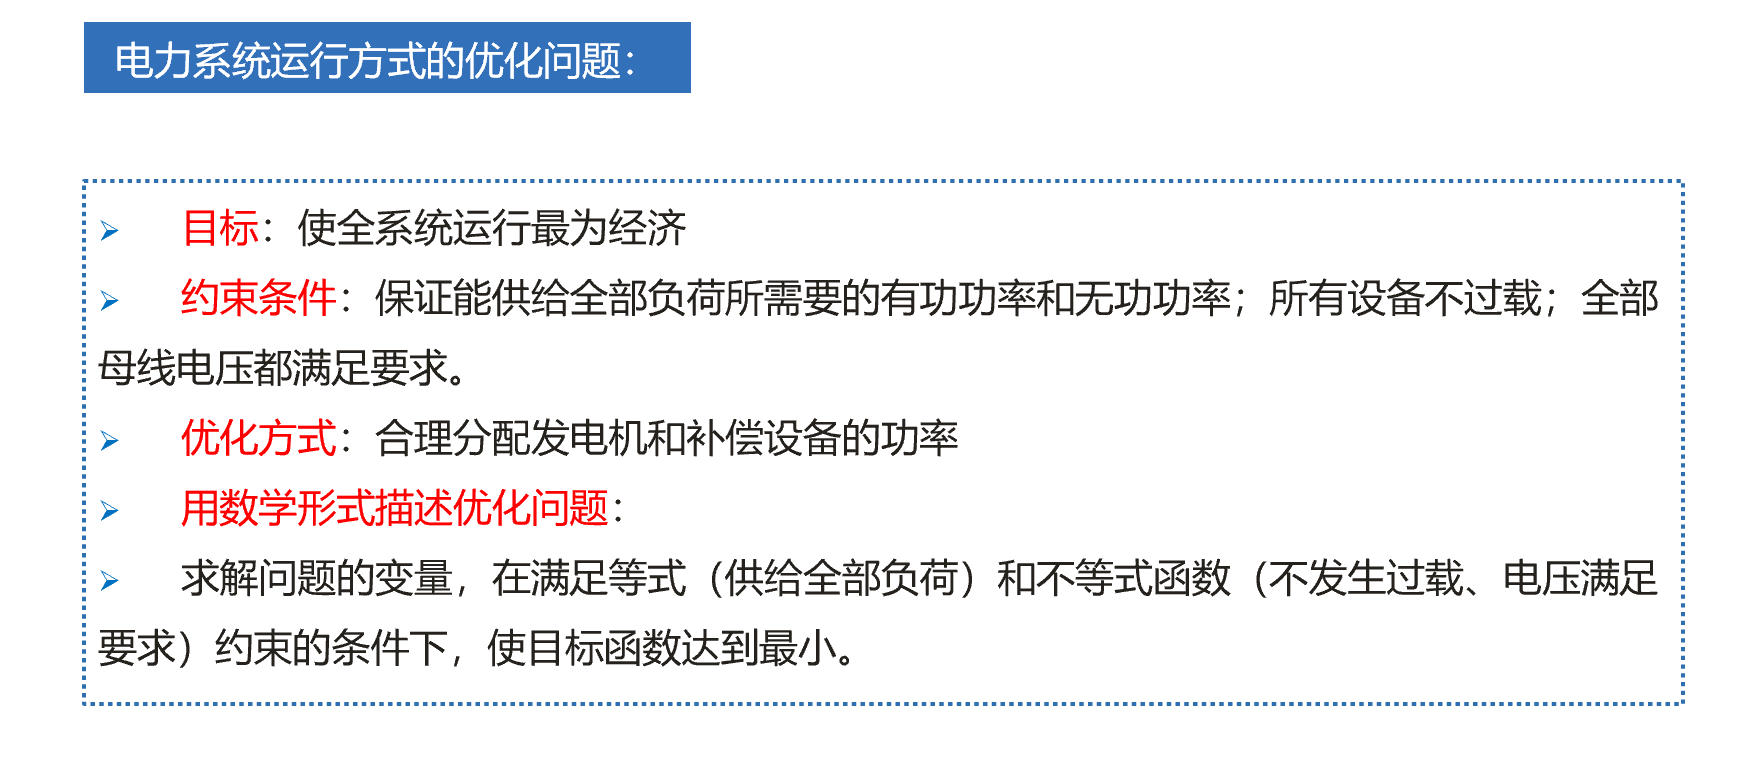 电力系统运行方式的优化问题：
➢ 目标：使全系统运行最为经济
➢ 约束条件：保证能供给全部负荷所需要的有功功率和无功功率；所有设备不过载；全部
母线电压都满足要求。
➢ 优化方式：合理分配发电机和补偿设备的功率
➢ 用数学形式描述优化问题：
➢ 求解问题的变量，在满足等式（供给全部负荷）和不等式函数（不发生过载、电压满足
要求）约束的条件下，使目标函数达到最小。